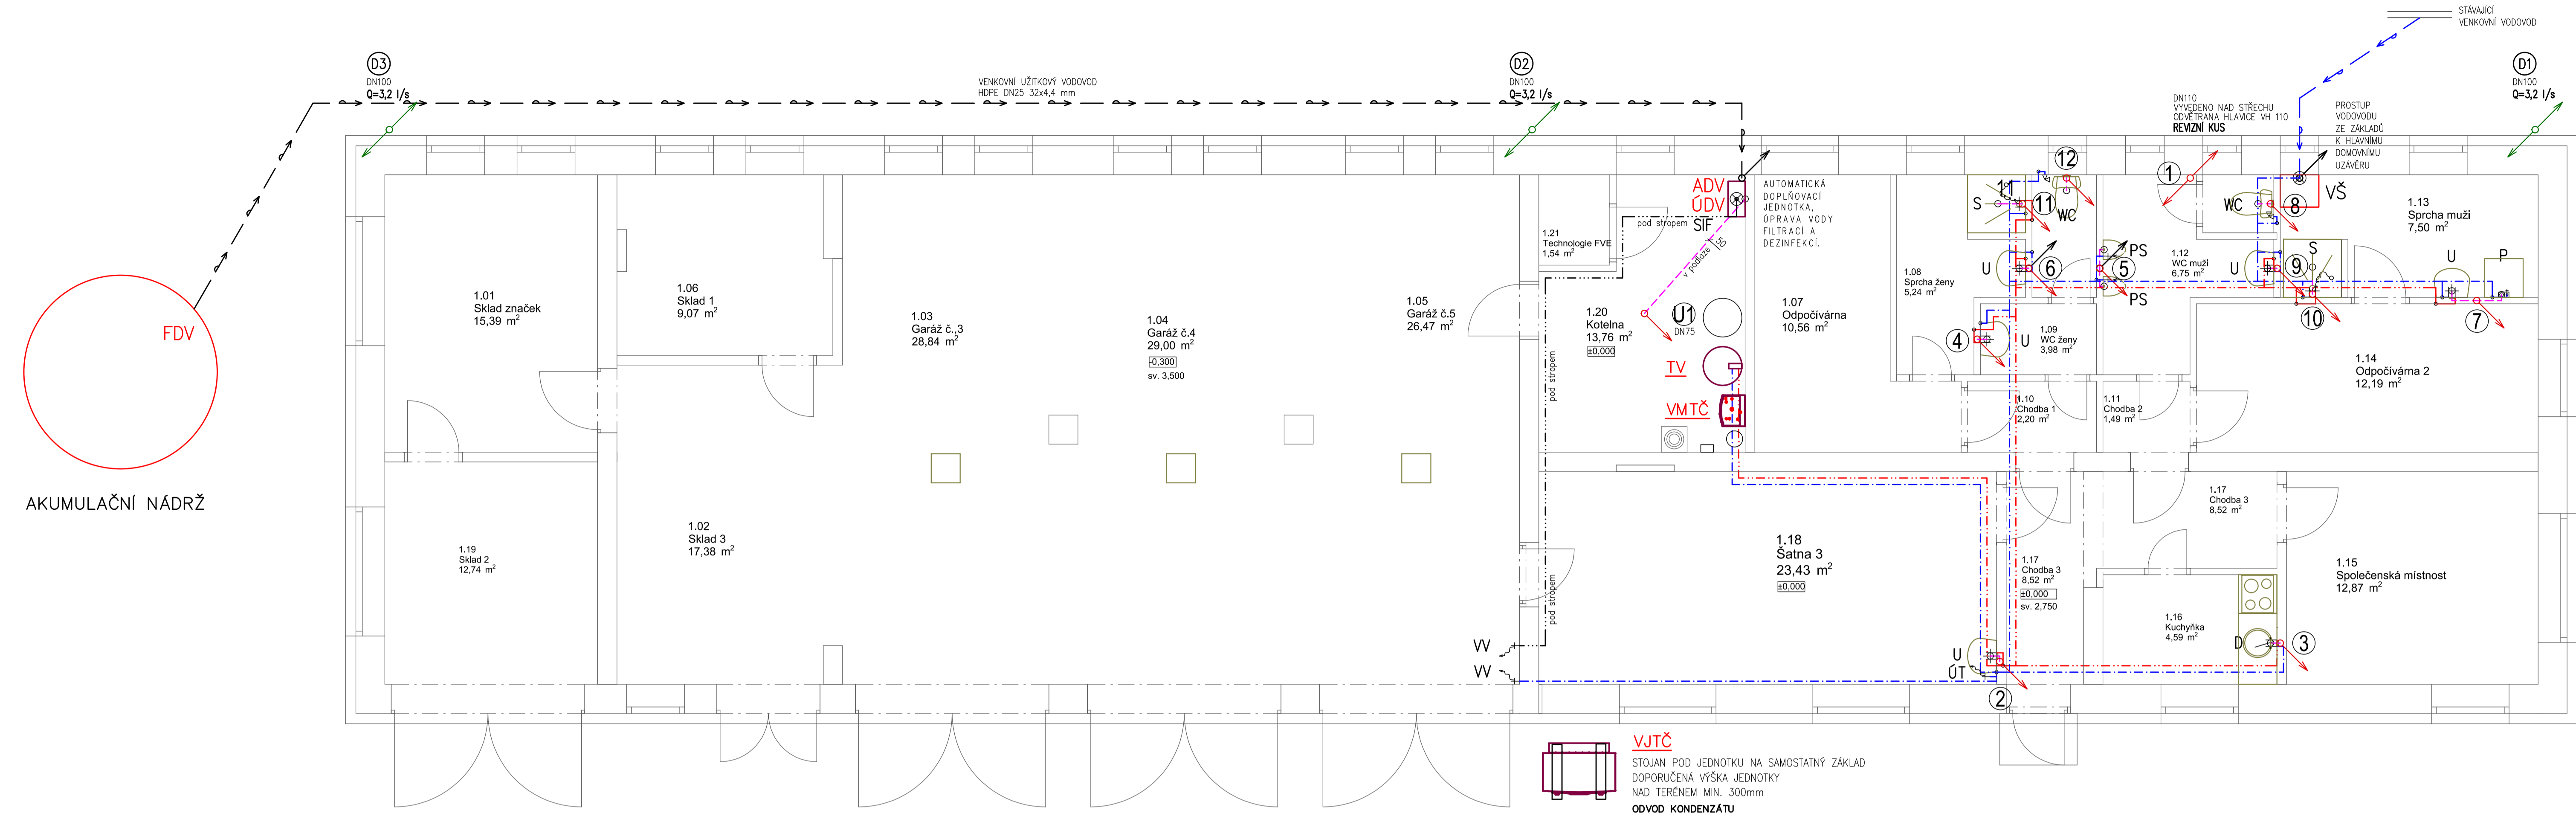 STÁVAJÍCÍ
VENKOVNÍ VODOVOD
D3
DN100
Q=3,2 l/s
VENKOVNÍ UŽITKOVÝ VODOVOD
HDPE DN25 32x4,4 mm
D2
DN100
Q=3,2 l/s
D1
DN100
Q=3,2 l/s
DN110
VYVEDENO NAD STŘECHU
ODVĚTRANÁ HLAVICE VH 110
REVIZNÍ KUS
PROSTUP
VODOVODU
ZE ZÁKLADŮ
K HLAVNÍMU
DOMOVNÍMU
UZÁVĚRU
FDV
AKUMULAČNÍ NÁDRŽ
1.01
Sklad značek
15,39 m²
1.06
Sklad 1
9,07 m²
1.03
Garáž č.,3
28,84 m²
1.04
Garáž č.4
29,00 m²
-0,300
sv. 3,500
1.05
Garáž č.5
26,47 m²
1.02
Sklad 3
17,38 m²
1.19
Sklad 2
12,74 m²
1.21
Technologie FVE
1,54 m²
ADV
ÚDV
SIF
pod stropem
v podlaze
AUTOMATICKÁ
DOPLŇOVACÍ
JEDNOTKA,
ÚPRAVA VODY
FILTRACÍ A
DEZINFEKCÍ.
1.20
Kotelna
13,76 m²
±0,000
U1
DN75
TV
VMTČ
pod stropem
pod stropem
1.07
Odpočívárna
10,56 m²
1.08
Sprcha ženy
5,24 m²
S
11
11
12
WC
U
6
5
PS
PS
4
U
1.09
WC ženy
3,98 m²
1
WC
8
VŠ
1.12
WC muži
6,75 m²
U
9
S
10
1.13
Sprcha muži
7,50 m²
U
P
7
1.14
Odpočívárna 2
12,19 m²
1.10
Chodba 1
2,20 m²
1.11
Chodba 2
1,49 m²
1.17
Chodba 3
8,52 m²
1.18
Šatna 3
23,43 m²
±0,000
1.17
Chodba 3
8,52 m²
±0,000
sv. 2,750
1.15
Společenská místnost
12,87 m²
1.16
Kuchyňka
4,59 m²
D
3
VV
VV
U
ÚT
2
VJTČ
STOJAN POD JEDNOTKU NA SAMOSTATNÝ ZÁKLAD
DOPORUČENÁ VÝŠKA JEDNOTKY
NAD TERÉNEM MIN. 300mm
ODVOD KONDENZÁTU